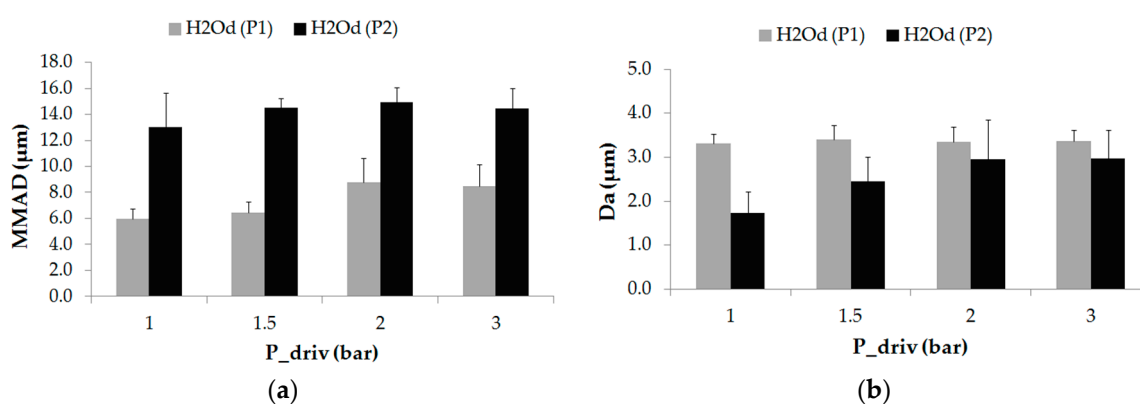 H2Od (P1) H2Od (P2)
18.0
16.0
14.0
12.0
10.0
8.0
6.0
4.0
2.0
0.0
MMAD (µm)
1 1.5 2 3
P_driv (bar)
(a)
H2Od (P1) H2Od (P2)
5.0
4.0
3.0
2.0
1.0
0.0
Da (µm)
1 1.5 2 3
P_driv (bar)
(b)